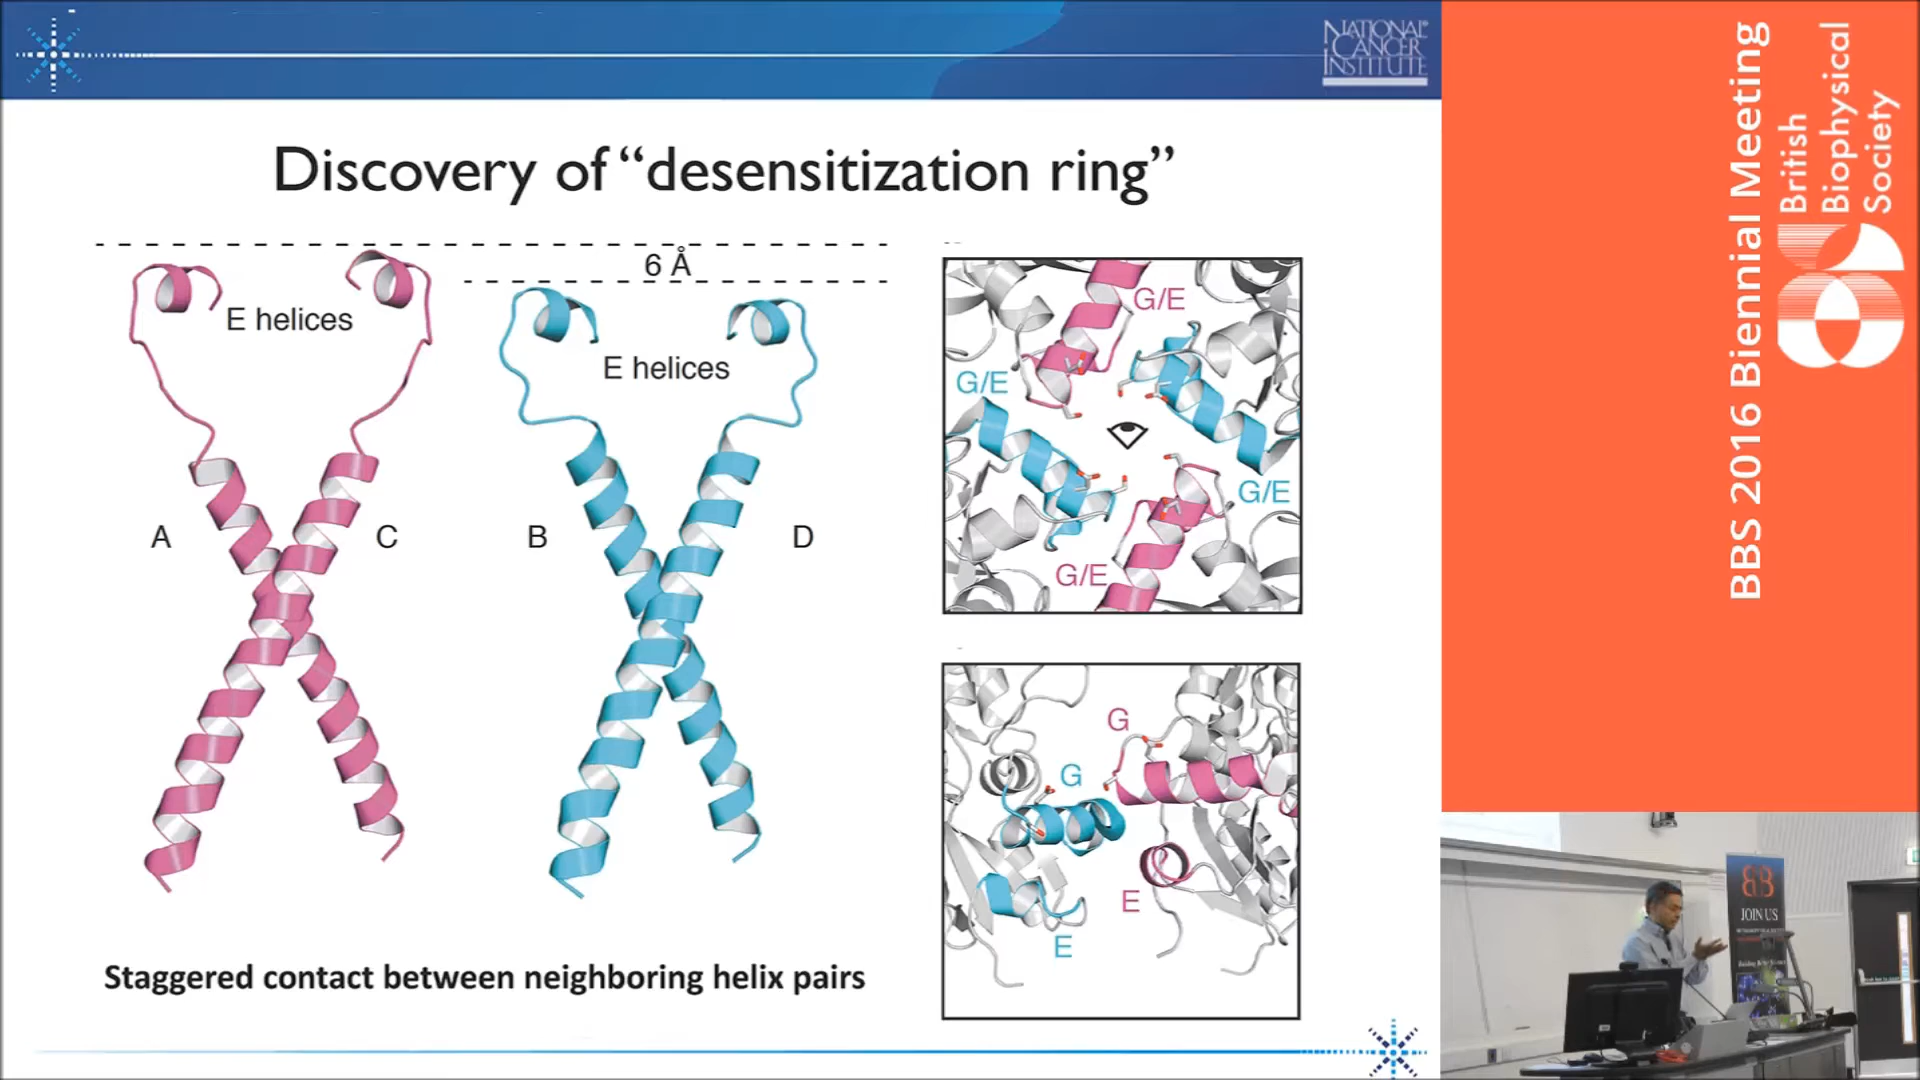 NATIONAL
CANCER
INSTITUTE
Discovery of “desensitization ring”
6 Å
E helices
E helices
A
C
B
D
G/E
G/E
G/E
G/E
G
G
E
E
Staggered contact between neighboring helix pairs
BBS 2016 Biennial Meeting
British
Biophysical
Society
JOIN US